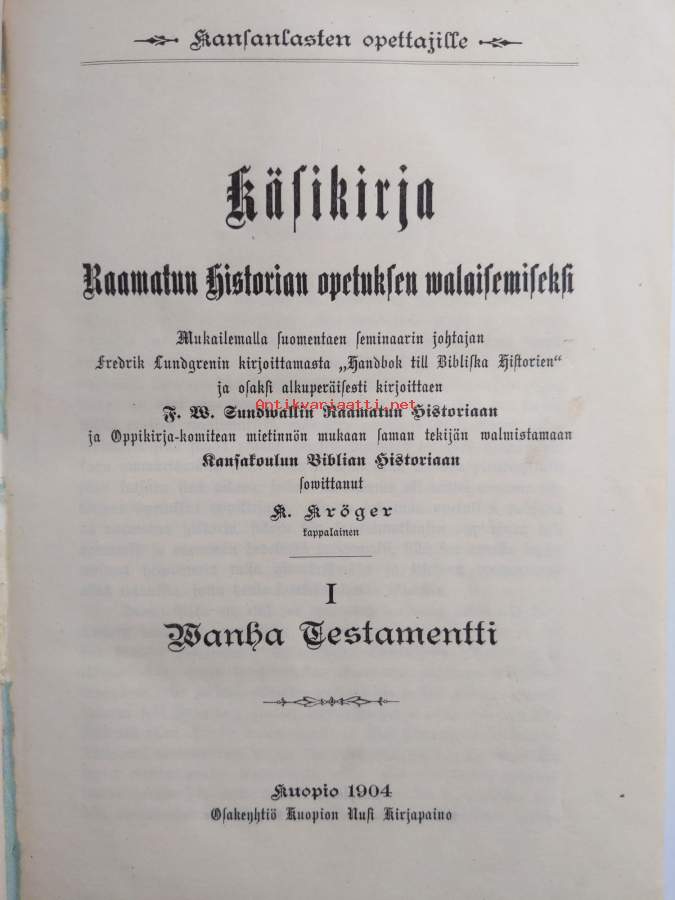 Kansanlasten opettajille
Käsikirja
Raamatun Historian opetuksen walaisemiseksi
Mukailemalla suomentaen seminaarin johtajan
Fredrik Lundgrenin kirjoittamasta „Handbok till Bibliska Historien“
ja osaksi alkuperäisesti kirjoittaen
Antikvariaatti.net
F. W. Sundwallin Raamatun Historiaan
ja Oppikirja-komitean mietinnön mukaan saman tekijän walmistamaan
Kansakoulun Biblian Historiaan
sowittanut
K. Kröger
kappalainen
I
Wanha Testamentti
Kuopio 1904
Osakeyhtiö Kuopion Uusi Kirjapaino